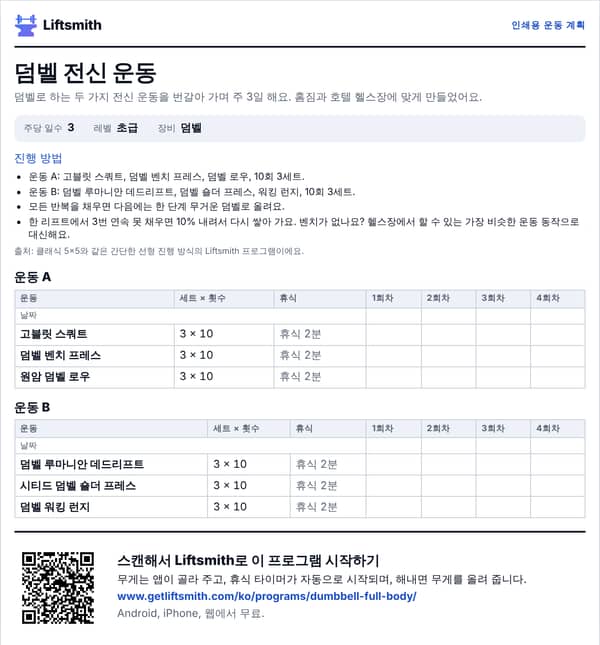 Liftsmith
인쇄용 운동 계획
덤벨 전신 운동
덤벨로 하는 두 가지 전신 운동을 번갈아 가며 주 3일 해요. 홈짐과 호텔 헬스장에 맞게 만들었어요.
주당 일수 3 레벨 초급 장비 덤벨
진행 방법
• 운동 A: 고블릿 스쿼트, 덤벨 벤치 프레스, 덤벨 로우, 10회 3세트.
• 운동 B: 덤벨 루마니안 데드리프트, 덤벨 숄더 프레스, 워킹 런지, 10회 3세트.
• 모든 반복을 채우면 다음에는 한 단계 무거운 덤벨로 올려요.
• 한 리프트에서 3번 연속 못 채우면 10% 내려서 다시 쌓아 가요. 벤치가 없나요? 헬스장에서 할 수 있는 가장 비슷한 운동 동작으로
대신해요.
출처: 클래식 5×5와 같은 간단한 선형 진행 방식의 Liftsmith 프로그램이에요.
운동 A
운동 세트 × 횟수 휴식 1회차 2회차 3회차 4회차
날짜
고블릿 스쿼트 3 × 10 휴식 2분
덤벨 벤치 프레스 3 × 10 휴식 2분
원암 덤벨 로우 3 × 10 휴식 2분
운동 B
운동 세트 × 횟수 휴식 1회차 2회차 3회차 4회차
날짜
덤벨 루마니안 데드리프트 3 × 10 휴식 2분
시티드 덤벨 숄더 프레스 3 × 10 휴식 2분
덤벨 워킹 런지 3 × 10 휴식 2분
스캔해서 Liftsmith로 이 프로그램 시작하기
무게는 앱이 골라 주고, 휴식 타이머가 자동으로 시작되며, 해내면 무게를 올려 줍니다.
www.getliftsmith.com/ko/programs/dumbbell-full-body/
Android, iPhone, 웹에서 무료.